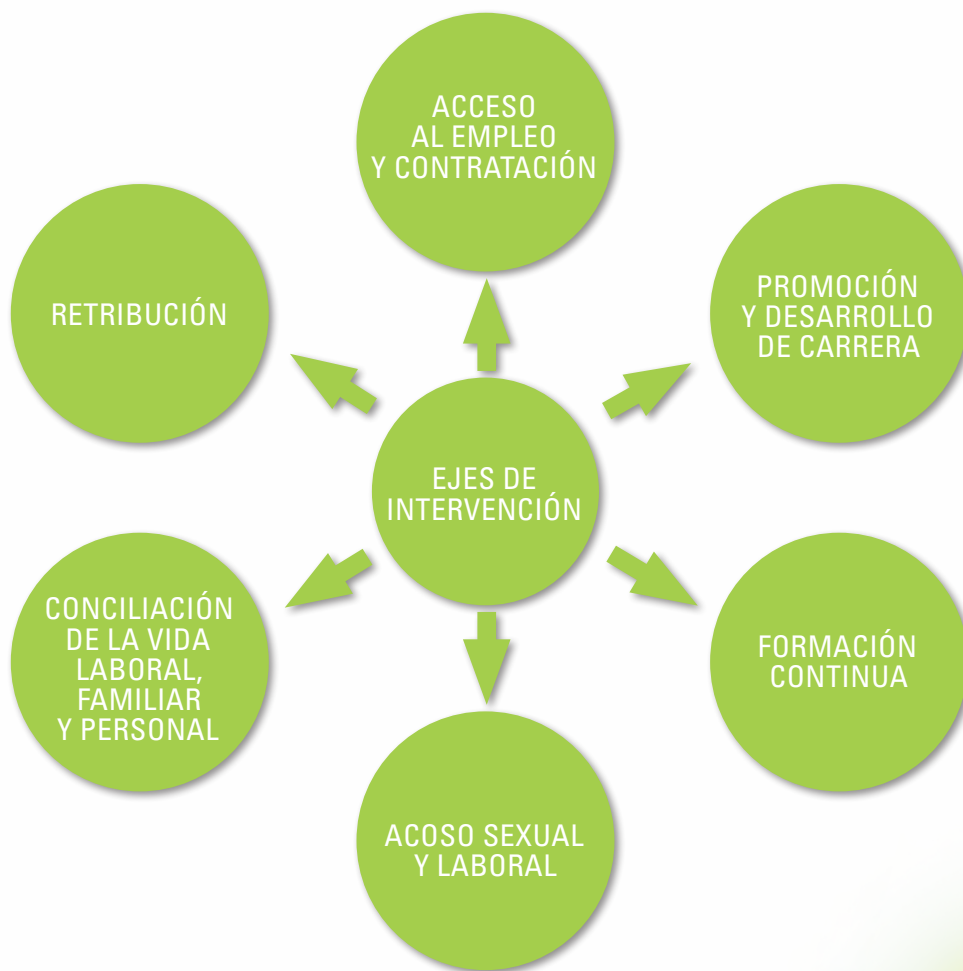 ACCESO
AL EMPLEO
Y CONTRATACIÓN
RETRIBUCIÓN
PROMOCIÓN
Y DESARROLLO
DE CARRERA
EJES DE
INTERVENCIÓN
CONCILIACIÓN
DE LA VIDA
LABORAL,
FAMILIAR
Y PERSONAL
FORMACIÓN
CONTINUA
ACOSO SEXUAL
Y LABORAL